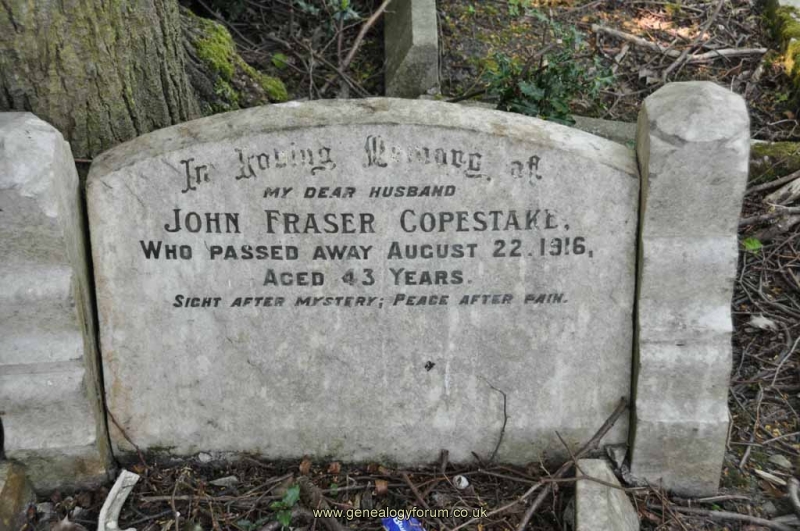 In Loving Memory of
MY DEAR HUSBAND
JOHN FRASER COPESTAKE,
WHO PASSED AWAY AUGUST 22. 1916,
AGED 43 YEARS.
SIGHT AFTER MYSTERY; PEACE AFTER PAIN.
www.genealogyforum.co.uk